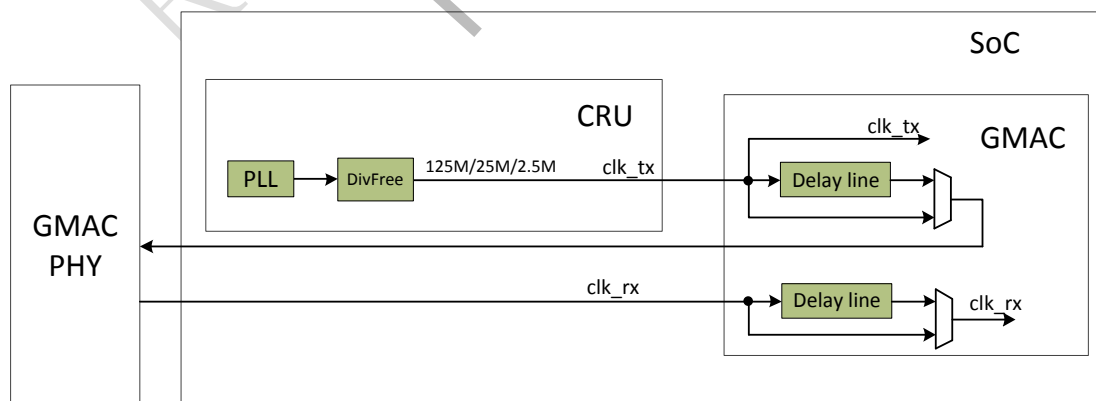 SoC
CRU
GMAC
clk_tx
125M/25M/2.5M
clk_tx
PLL
DivFree
Delay line
GMAC
PHY
clk_rx
Delay line
clk_rx